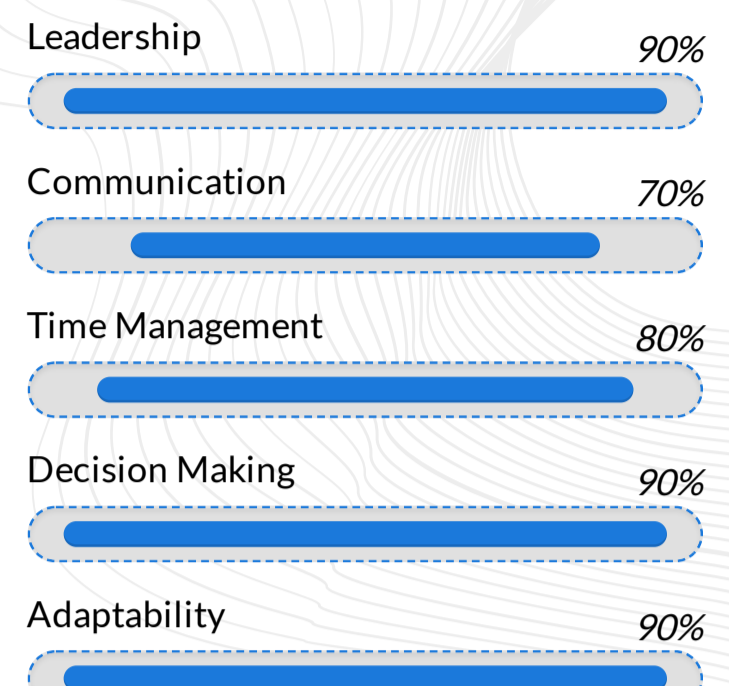 Leadership
90%
Communication
70%
Time Management
80%
Decision Making
90%
Adaptability
90%